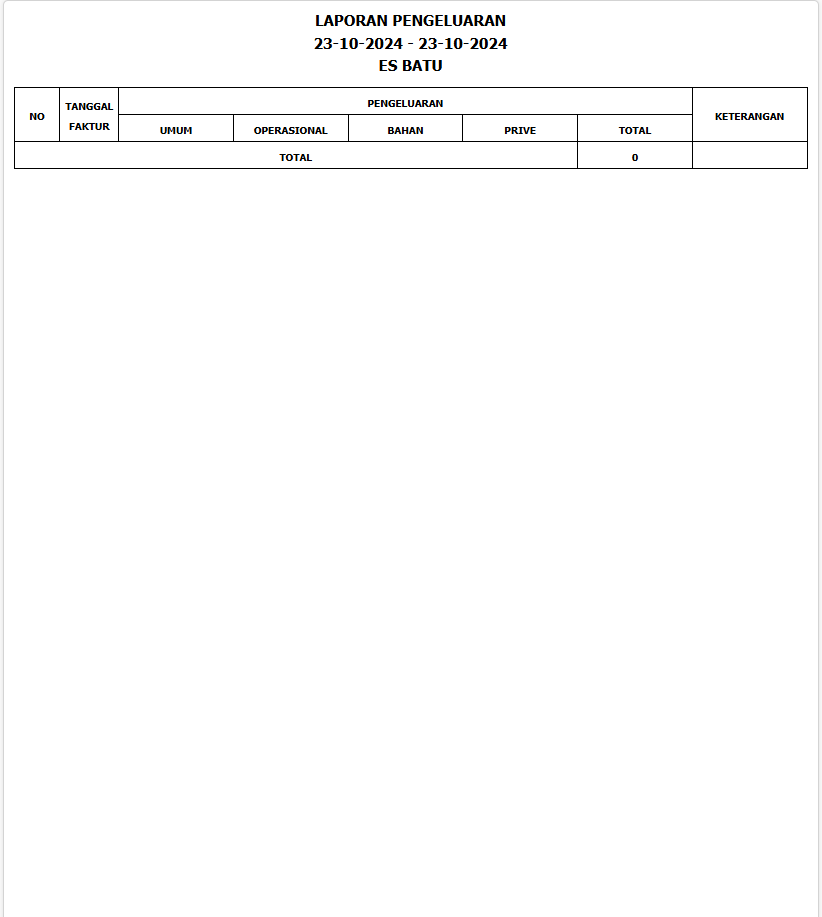 LAPORAN PENGELUARAN
23-10-2024 - 23-10-2024
ES BATU
NO
TANGGAL
FAKTUR
PENGELUARAN
KETERANGAN
UMUM
OPERASIONAL
BAHAN
PRIVE
TOTAL
TOTAL
0